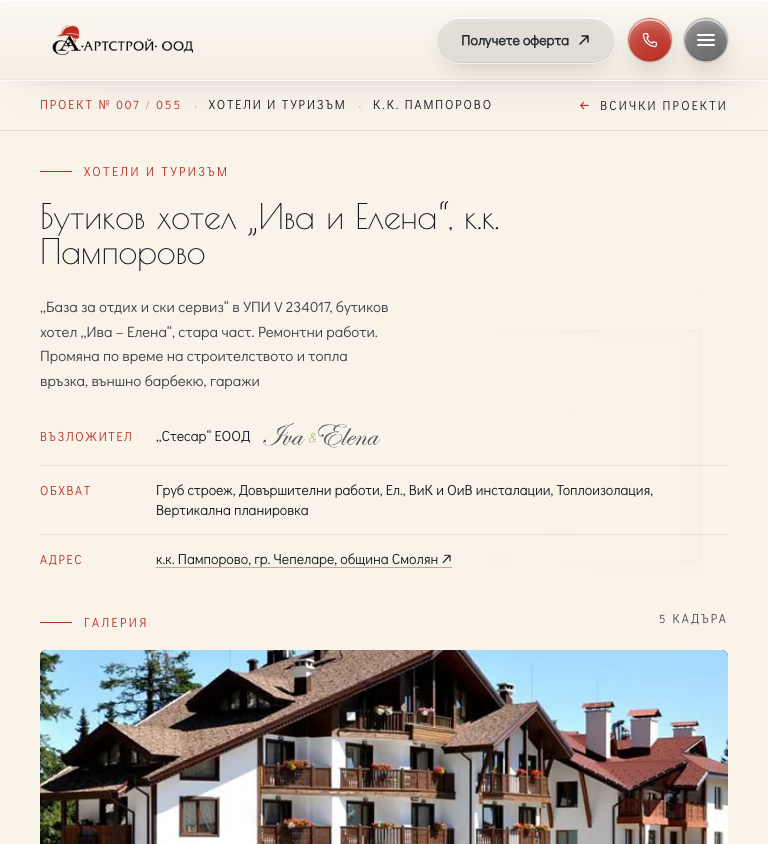 А·АРТСТРОЙ· ООД
Получете оферта ↗
ПРОЕКТ № 007 / 055 · ХОТЕЛИ И ТУРИЗЪМ · К.К. ПАМПОРОВО
← ВСИЧКИ ПРОЕКТИ
ХОТЕЛИ И ТУРИЗЪМ
Бутиков хотел „Ива и Елена“, к.к.
Пампорово
„База за отдих и ски сервиз“ в УПИ V 234017, бутиков
хотел „Ива – Елена“, стара част. Ремонтни работи.
Промяна по време на строителството и топла
връзка, външно барбекю, гаражи
ВЪЗЛОЖИТЕЛ „Стесар“ ЕООД Iva & Elena
ОБХВАТ Груб строеж, Довършителни работи, Ел., ВиК и ОиВ инсталации, Топлоизолация,
Вертикална планировка
АДРЕС к.к. Пампорово, гр. Чепеларе, община Смолян ↗
ГАЛЕРИЯ
5 КАДЪРА